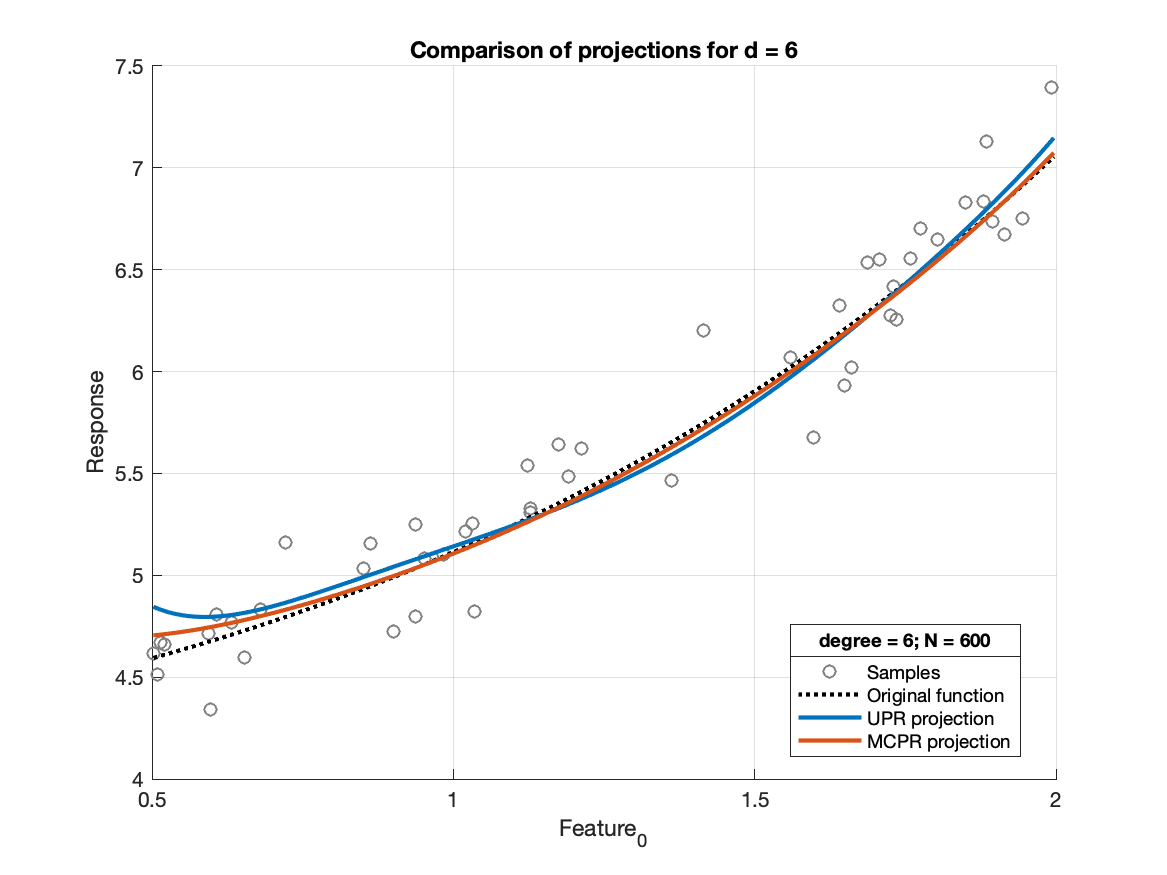 Comparison of projections for d = 6
7.5
7
6.5
6
5.5
5
4.5
4
Response
0.5
1
1.5
2
Feature0
degree = 6; N = 600
Samples
Original function
UPR projection
MCPR projection